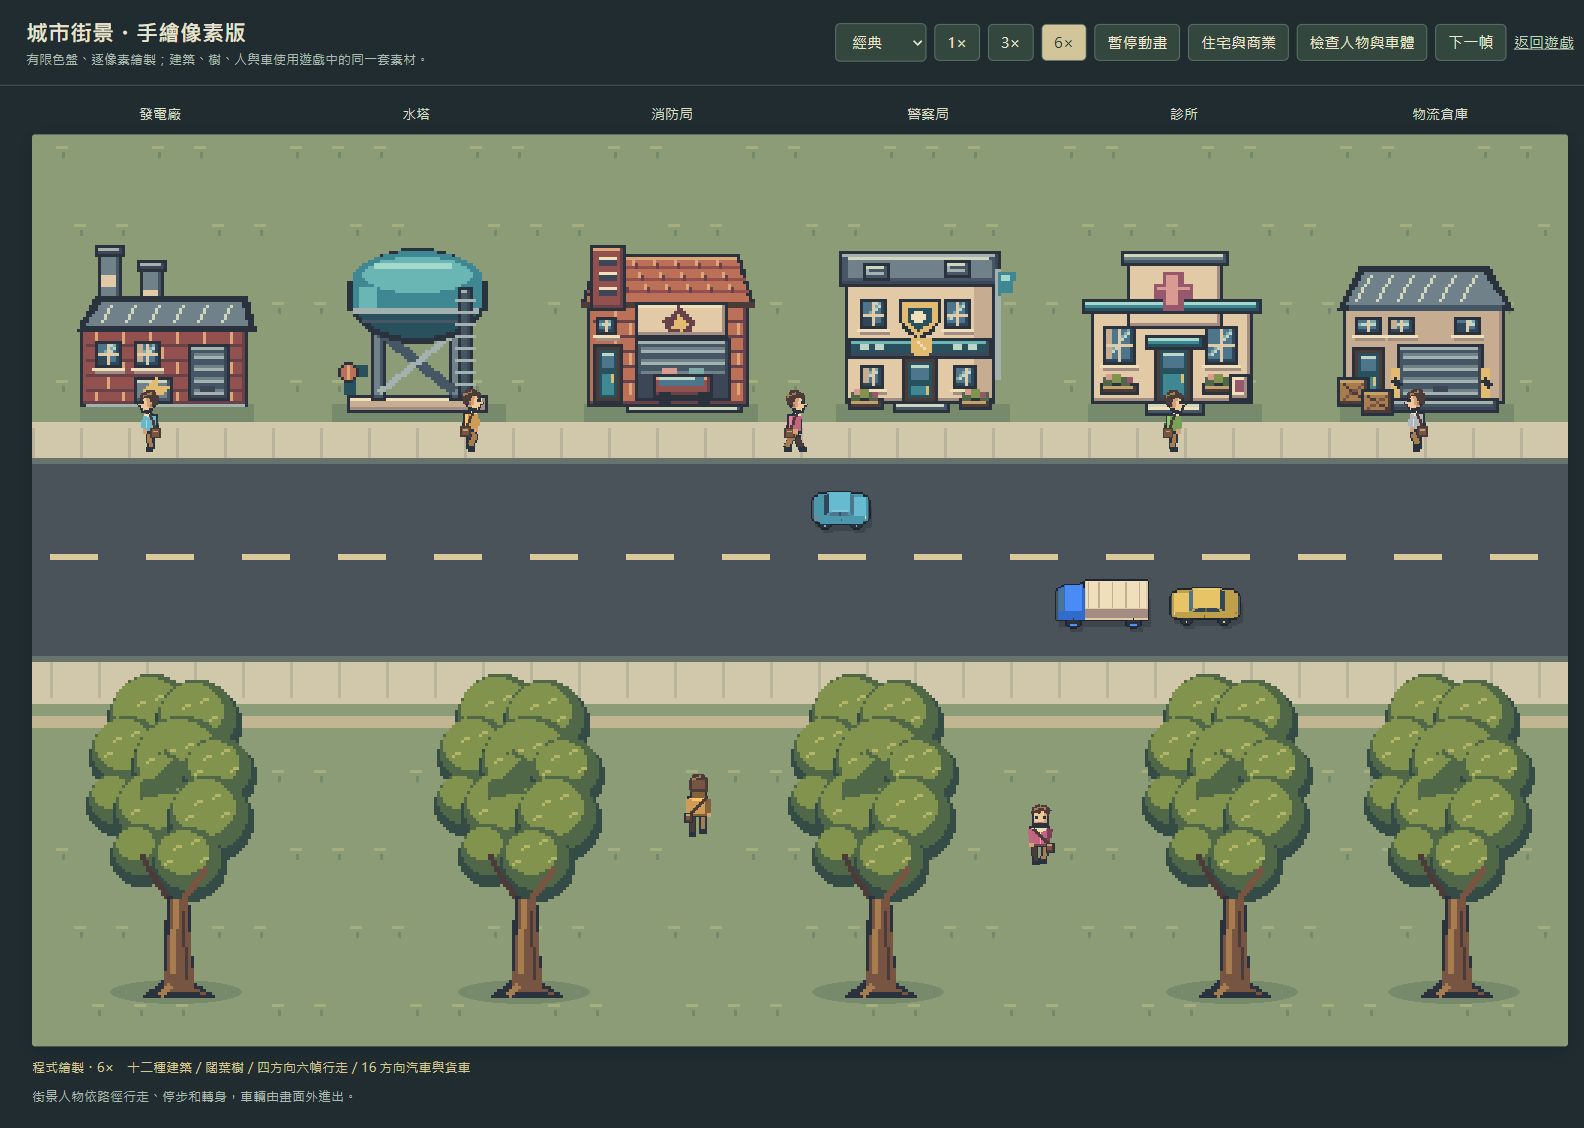 城市街景·手繪像素版
有限色盤、逐像素繪製；建築、樹、人與車使用遊戲中的同一套素材。
經典 1× 3× 6× 暫停動畫 住宅與商業 檢查人物與車體 下一幀 返回遊戲
發電廠 水塔 消防局 警察局 診所 物流倉庫
程式繪製·6× 十二種建築 / 闊葉樹 / 四方向六幀行走 / 16 方向汽車與貨車
街景人物依路徑行走、停步和轉身，車輛由畫面外進出。